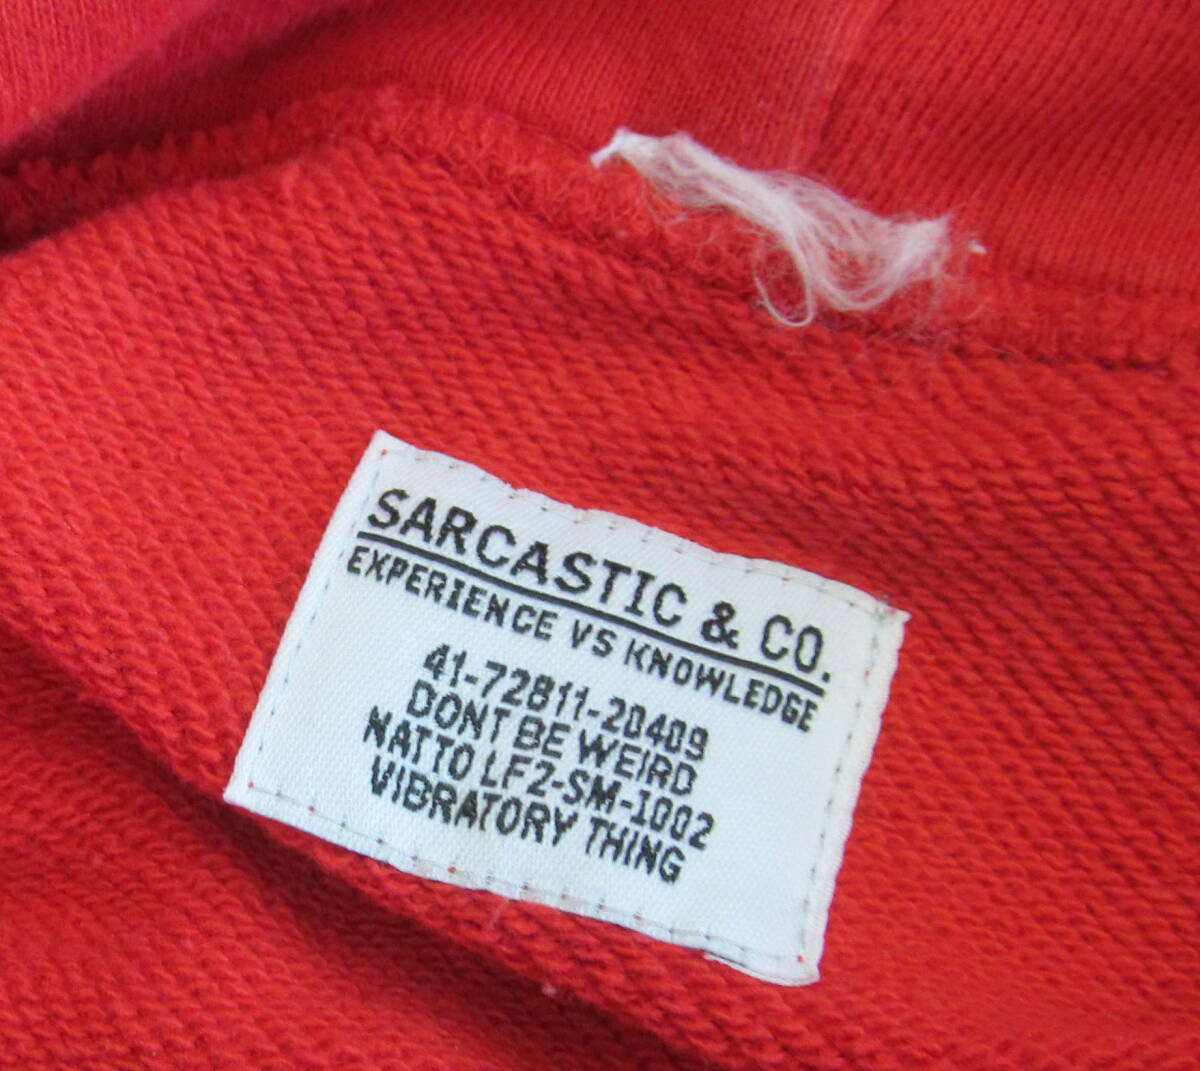 SARCASTIC & CO.
EXPERIENCE VS KNOWLEDGE
41-72811-20409
DONT BE WEIRD
NATTO LF2-SM-1002
VIBRATORY THING